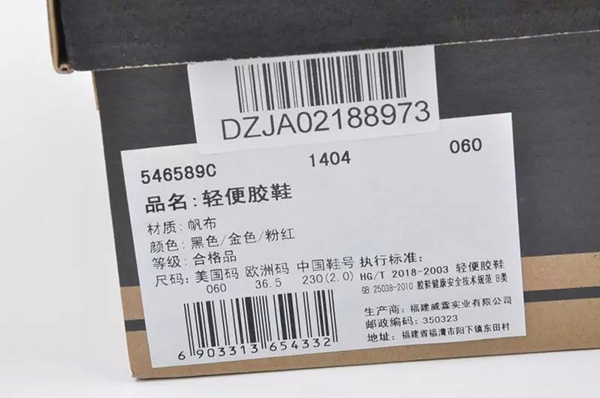 DZJA02188973
546589C 1404 060
品名:轻便胶鞋
材质:帆布
颜色:黑色/金色/粉红
等级:合格品
尺码:美国码 欧洲码 中国鞋号
060 36.5 230(2.0)
执行标准:
HG/T 2018-2003 轻便胶鞋
GB 25038-2010 胶鞋健康安全技术规范 B类
生产商:福建威霖实业有限公司
邮政编码:350323
地址:福建省福清市阳下镇东田村
6 903313 654332